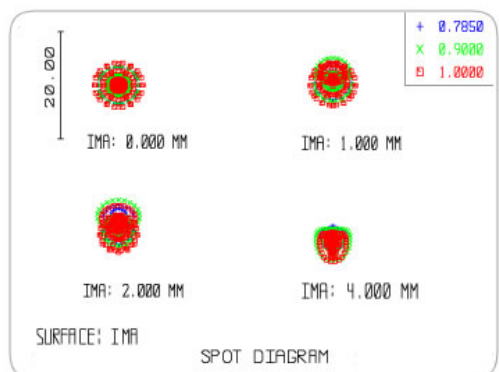 + 0.7850
× 0.9000
□ 1.0000
20.00
IMA: 0.000 MM
IMA: 1.000 MM
IMA: 2.000 MM
IMA: 4.000 MM
SURFACE: IMA
SPOT DIAGRAM